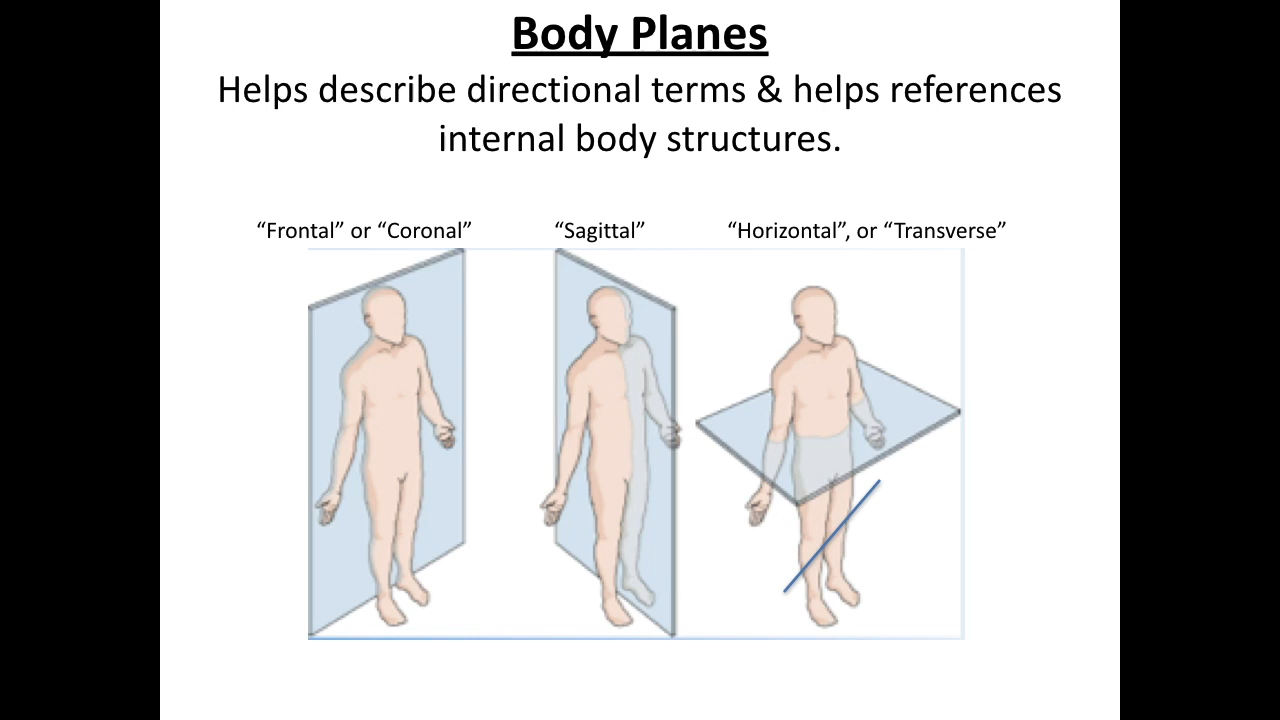 Body Planes
Helps describe directional terms & helps references
internal body structures.
“Frontal” or “Coronal”
“Sagittal”
“Horizontal”, or “Transverse”